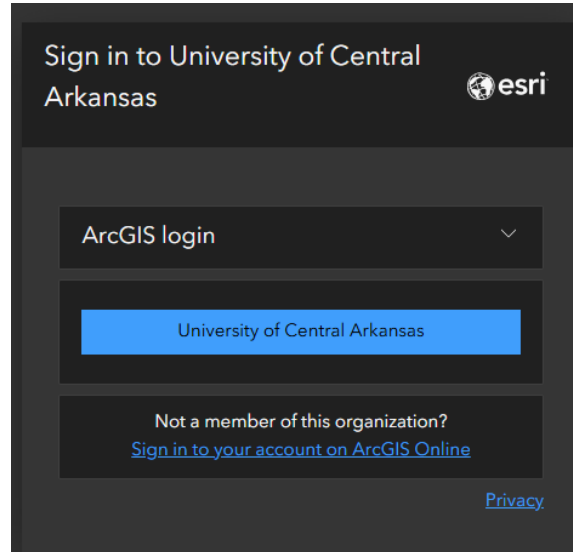 Sign in to University of Central
Arkansas
esri
ArcGIS login
University of Central Arkansas
Not a member of this organization?
Sign in to your account on ArcGIS Online
Privacy